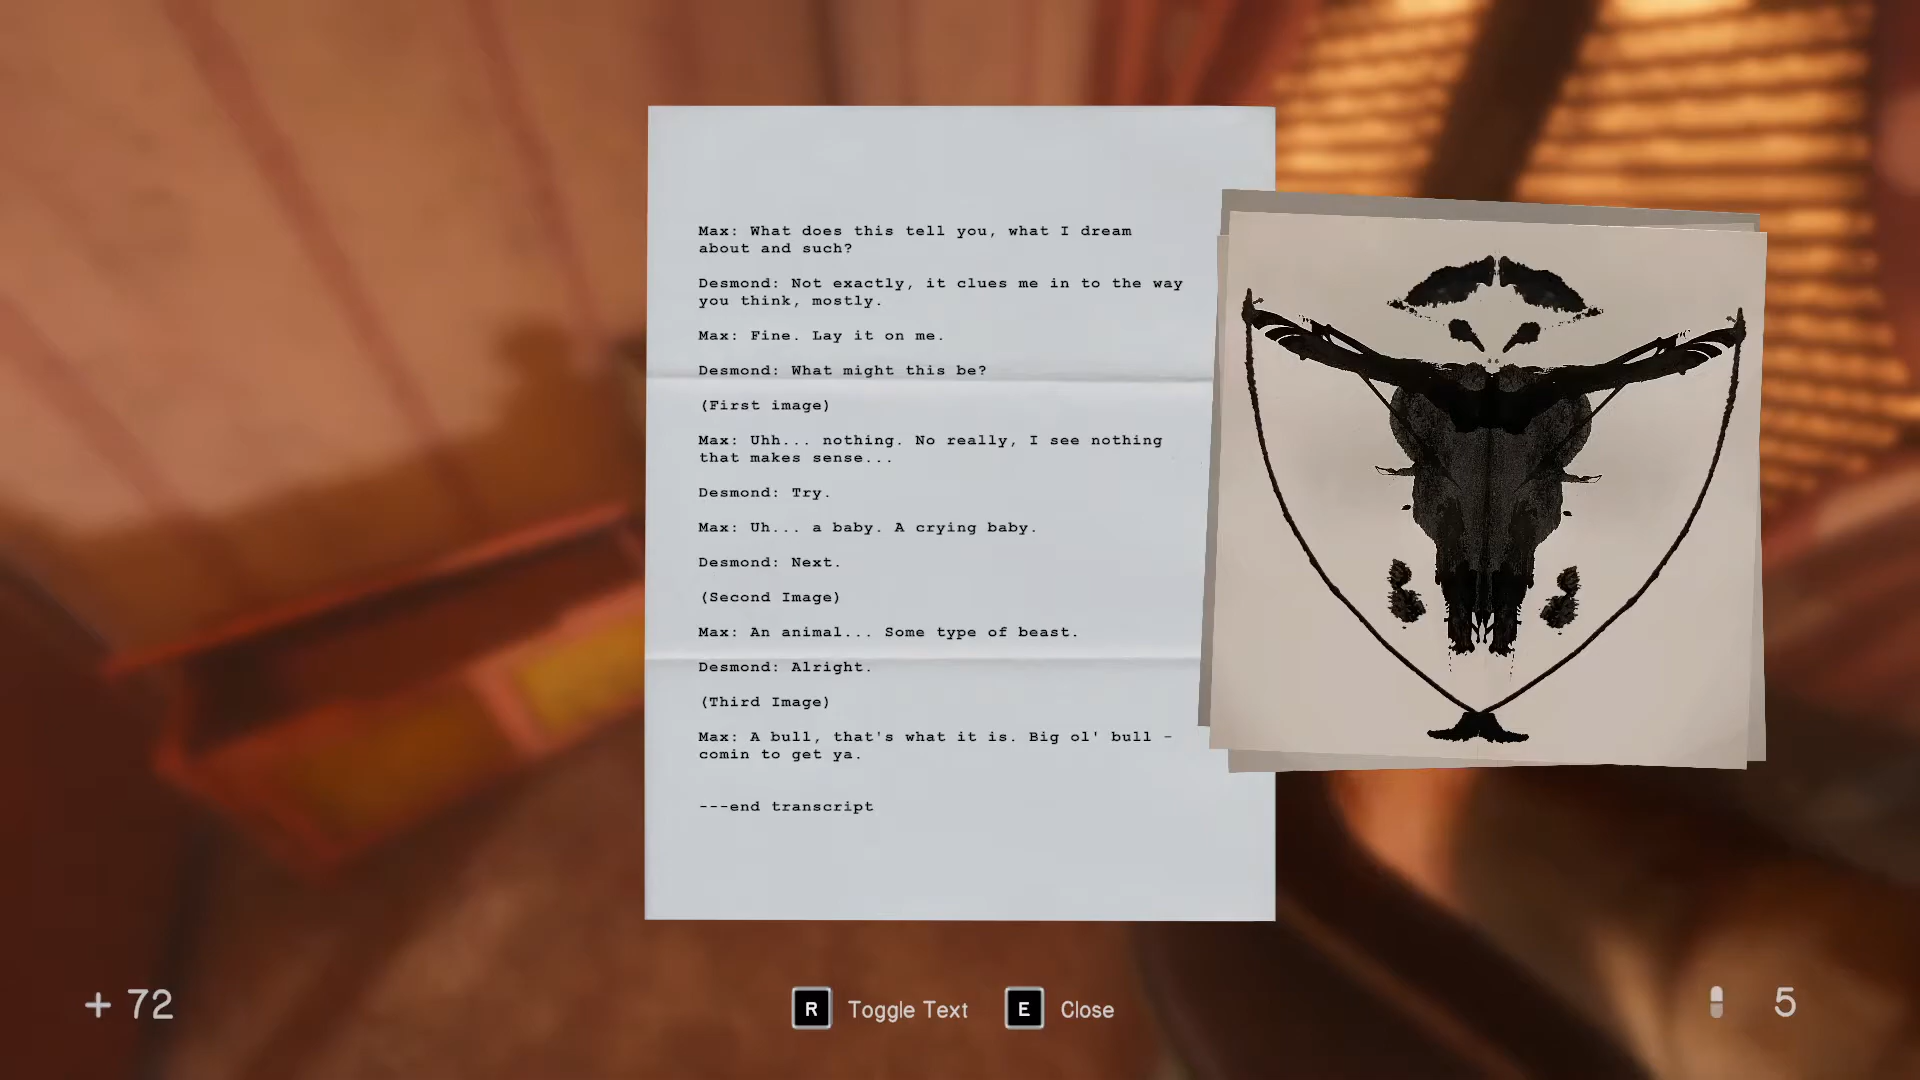 Max: What does this tell you, what I dream
about and such?
Desmond: Not exactly, it clues me in to the way
you think, mostly.
Max: Fine. Lay it on me.
Desmond: What might this be?
(First image)
Max: Uhh... nothing. No really, I see nothing
that makes sense...
Desmond: Try.
Max: Uh... a baby. A crying baby.
Desmond: Next.
(Second Image)
Max: An animal... Some type of beast.
Desmond: Alright.
(Third Image)
Max: A bull, that's what it is. Big ol' bull -
comin to get ya.
---end transcript
+ 72
R Toggle Text E Close
5